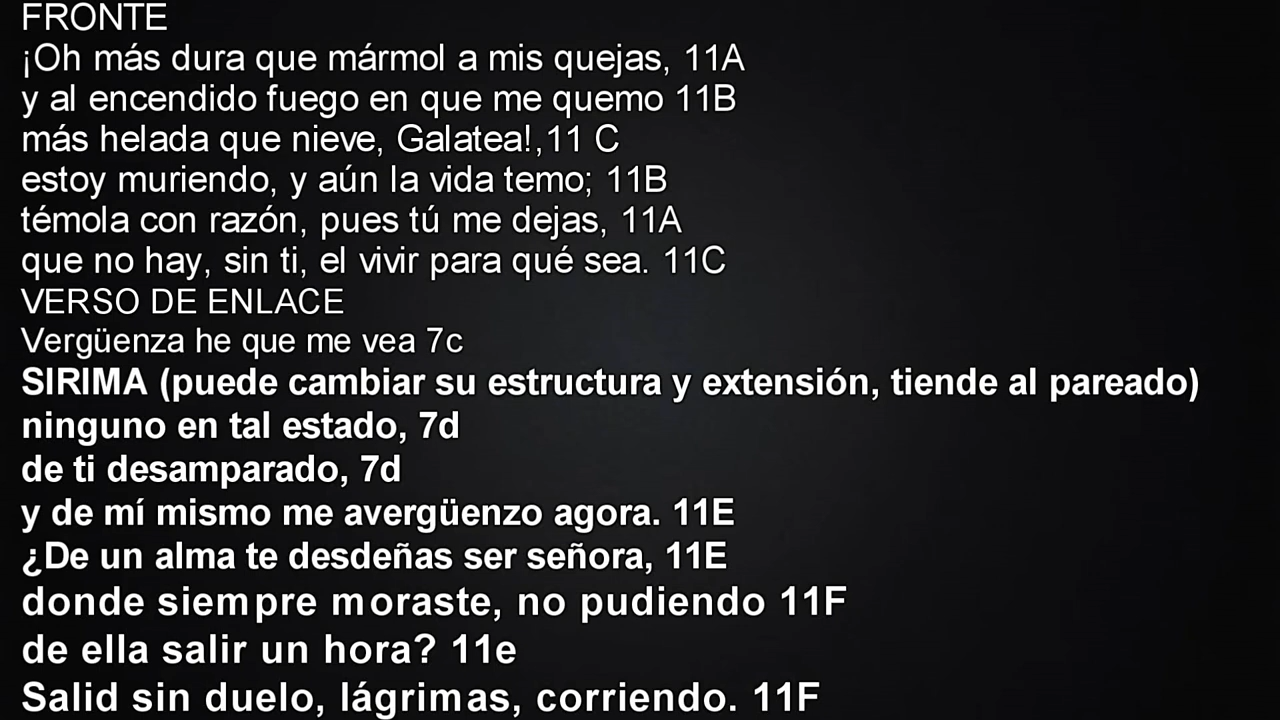 FRONTE
¡Oh más dura que mármol a mis quejas, 11A
y al encendido fuego en que me quemo 11B
más helada que nieve, Galatea!,11 C
estoy muriendo, y aún la vida temo; 11B
témola con razón, pues tú me dejas, 11A
que no hay, sin ti, el vivir para qué sea. 11C
VERSO DE ENLACE
Vergüenza he que me vea 7c
SIRIMA (puede cambiar su estructura y extensión, tiende al pareado)
ninguno en tal estado, 7d
de ti desamparado, 7d
y de mí mismo me avergüenzo agora. 11E
¿De un alma te desdeñas ser señora, 11E
donde siempre moraste, no pudiendo 11F
de ella salir un hora? 11e
Salid sin duelo, lágrimas, corriendo. 11F